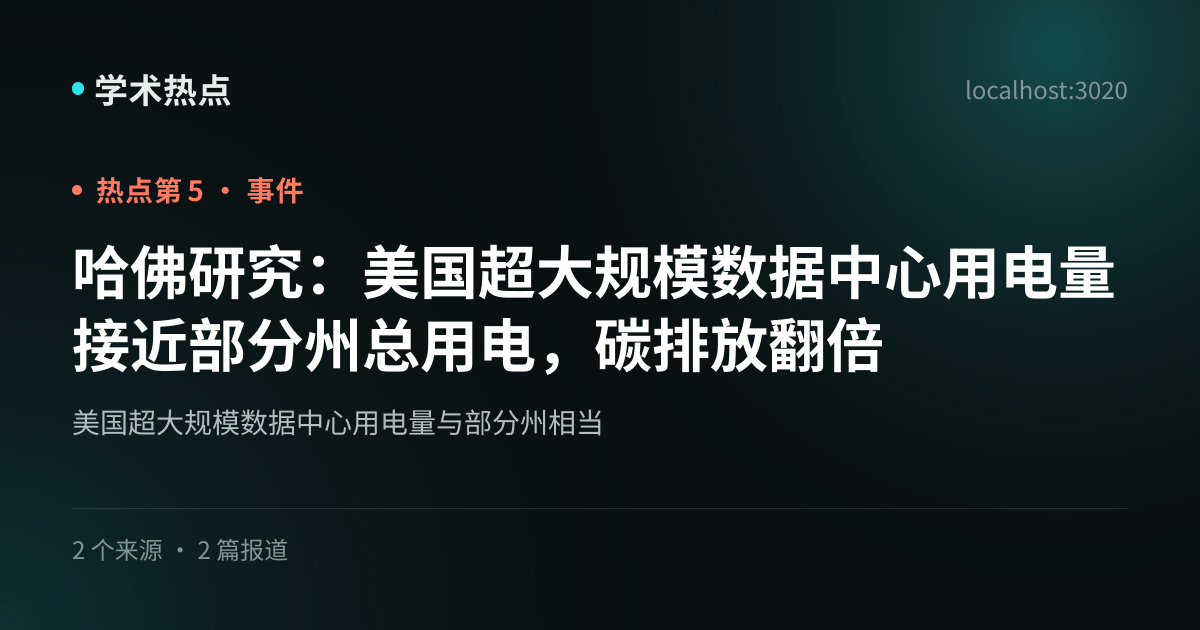 学术热点
localhost:3020
热点第 5 · 事件
哈佛研究：美国超大规模数据中心用电量
接近部分州总用电，碳排放翻倍
美国超大规模数据中心用电量与部分州相当
2 个来源 · 2 篇报道